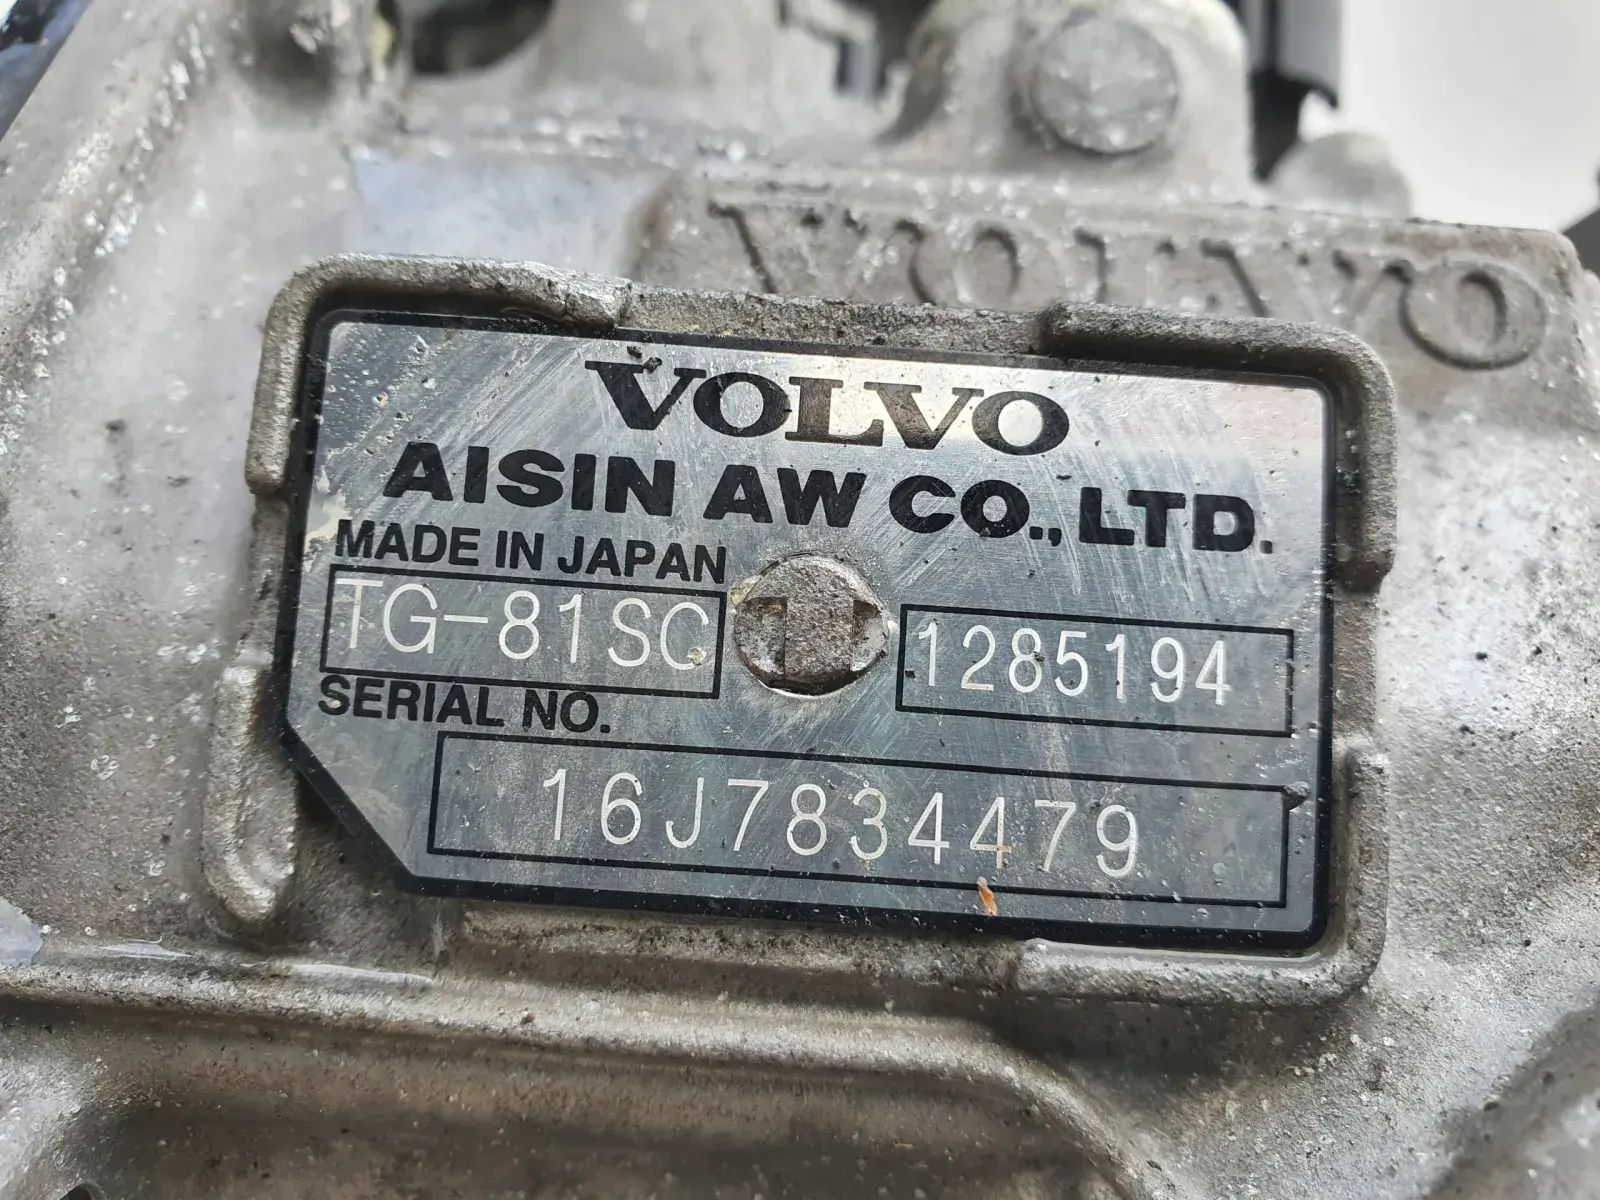 VOLVO
VOLVO
AISIN AW CO., LTD.
MADE IN JAPAN
TG-81SC 1285194
SERIAL NO.
16J7834479